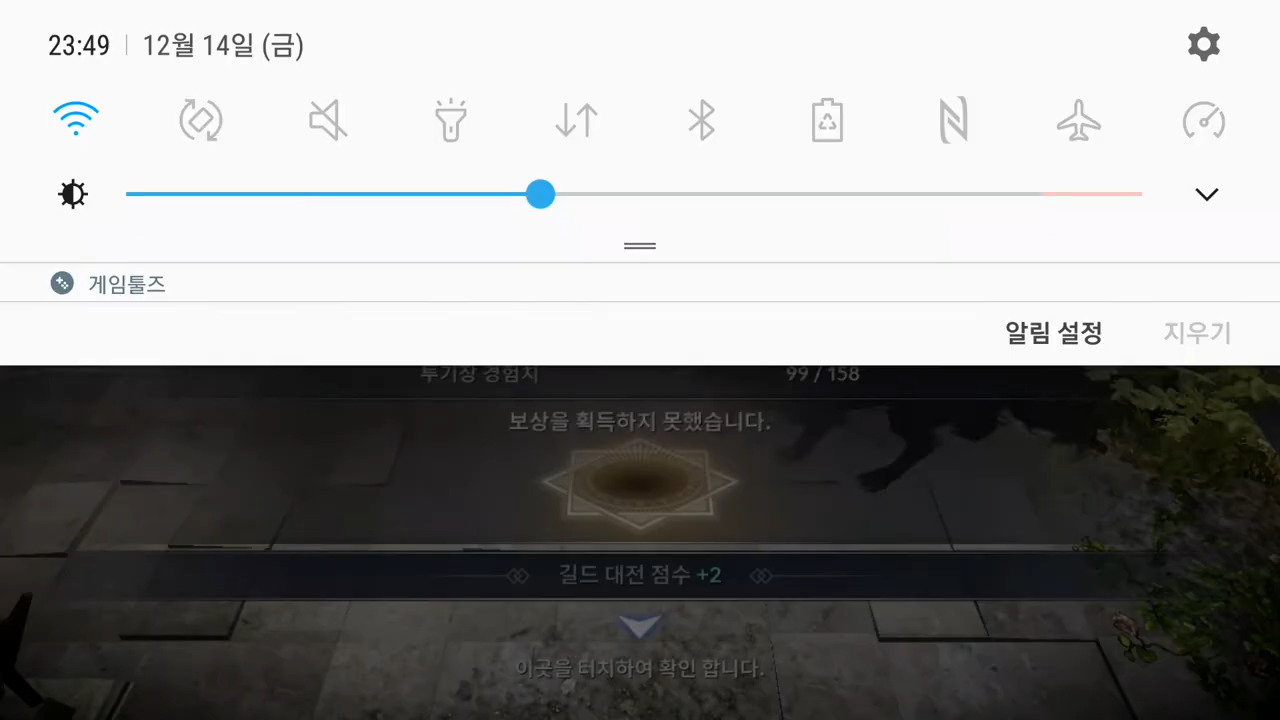 23:49 | 12월 14일 (금)
게임툴즈
알림 설정 지우기
투기장 경험치 99 / 158
보상을 획득하지 못했습니다.
길드 대전 점수 +2
이곳을 터치하여 확인 합니다.